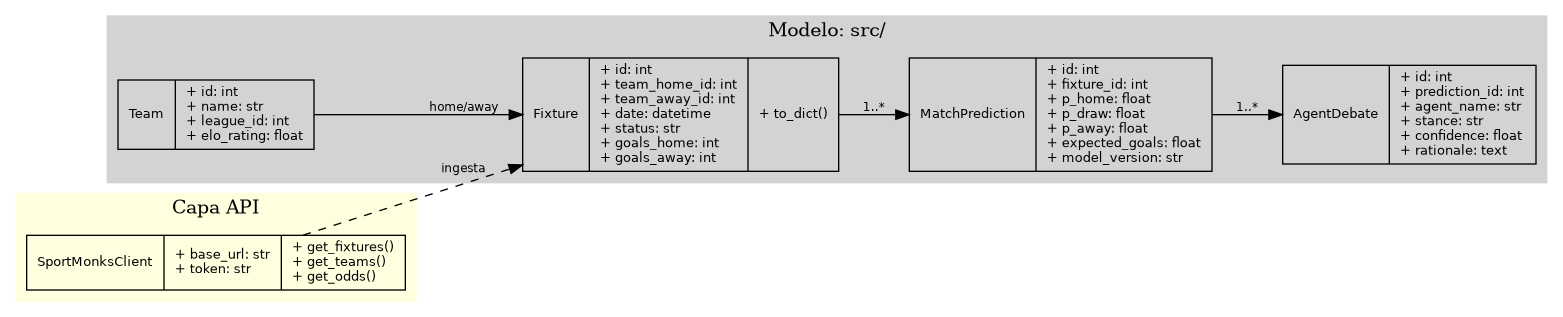 Modelo: src/
Team
+ id: int
+ name: str
+ league_id: int
+ elo_rating: float
home/away
Fixture
+ id: int
+ team_home_id: int
+ team_away_id: int
+ date: datetime
+ status: str
+ goals_home: int
+ goals_away: int
+ to_dict()
1..*
MatchPrediction
+ id: int
+ fixture_id: int
+ p_home: float
+ p_draw: float
+ p_away: float
+ expected_goals: float
+ model_version: str
1..*
AgentDebate
+ id: int
+ prediction_id: int
+ agent_name: str
+ stance: str
+ confidence: float
+ rationale: text
ingesta
Capa API
SportMonksClient
+ base_url: str
+ token: str
+ get_fixtures()
+ get_teams()
+ get_odds()